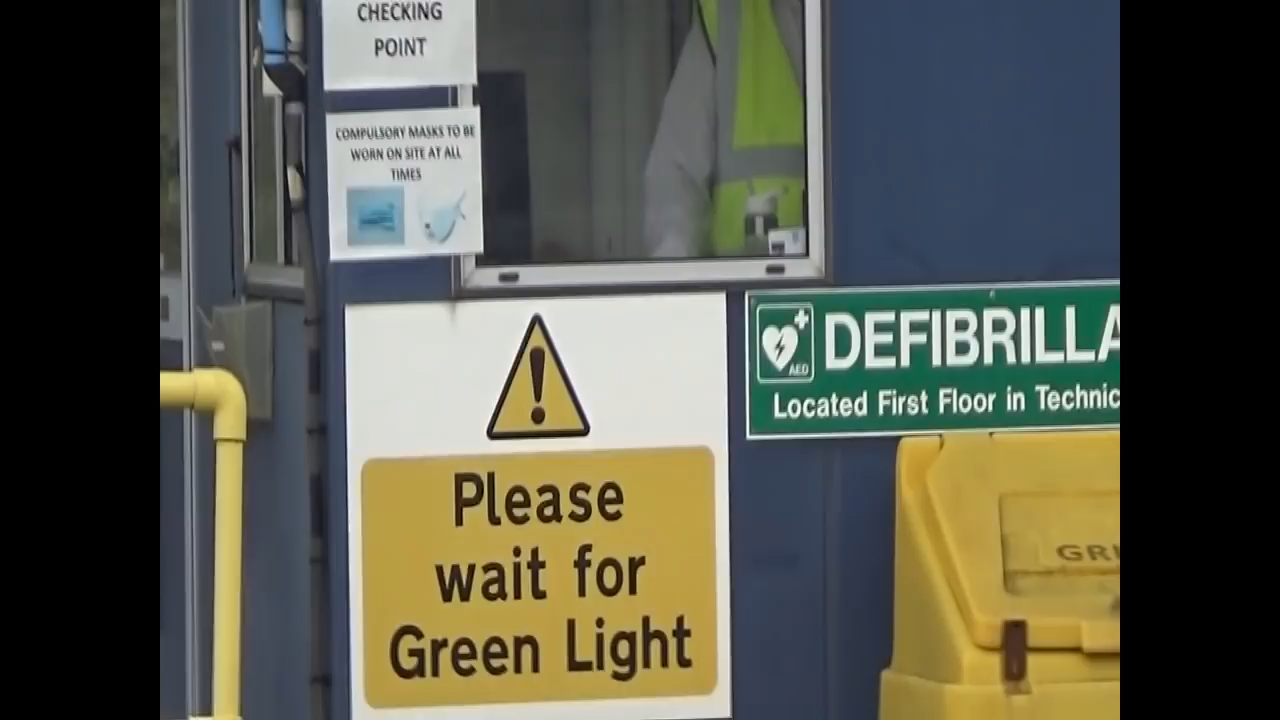 CHECKING
POINT
COMPULSORY MASKS TO BE
WORN ON SITE AT ALL
TIMES
Please
wait for
Green Light
AED
DEFIBRILLA
Located First Floor in Technic
GRI